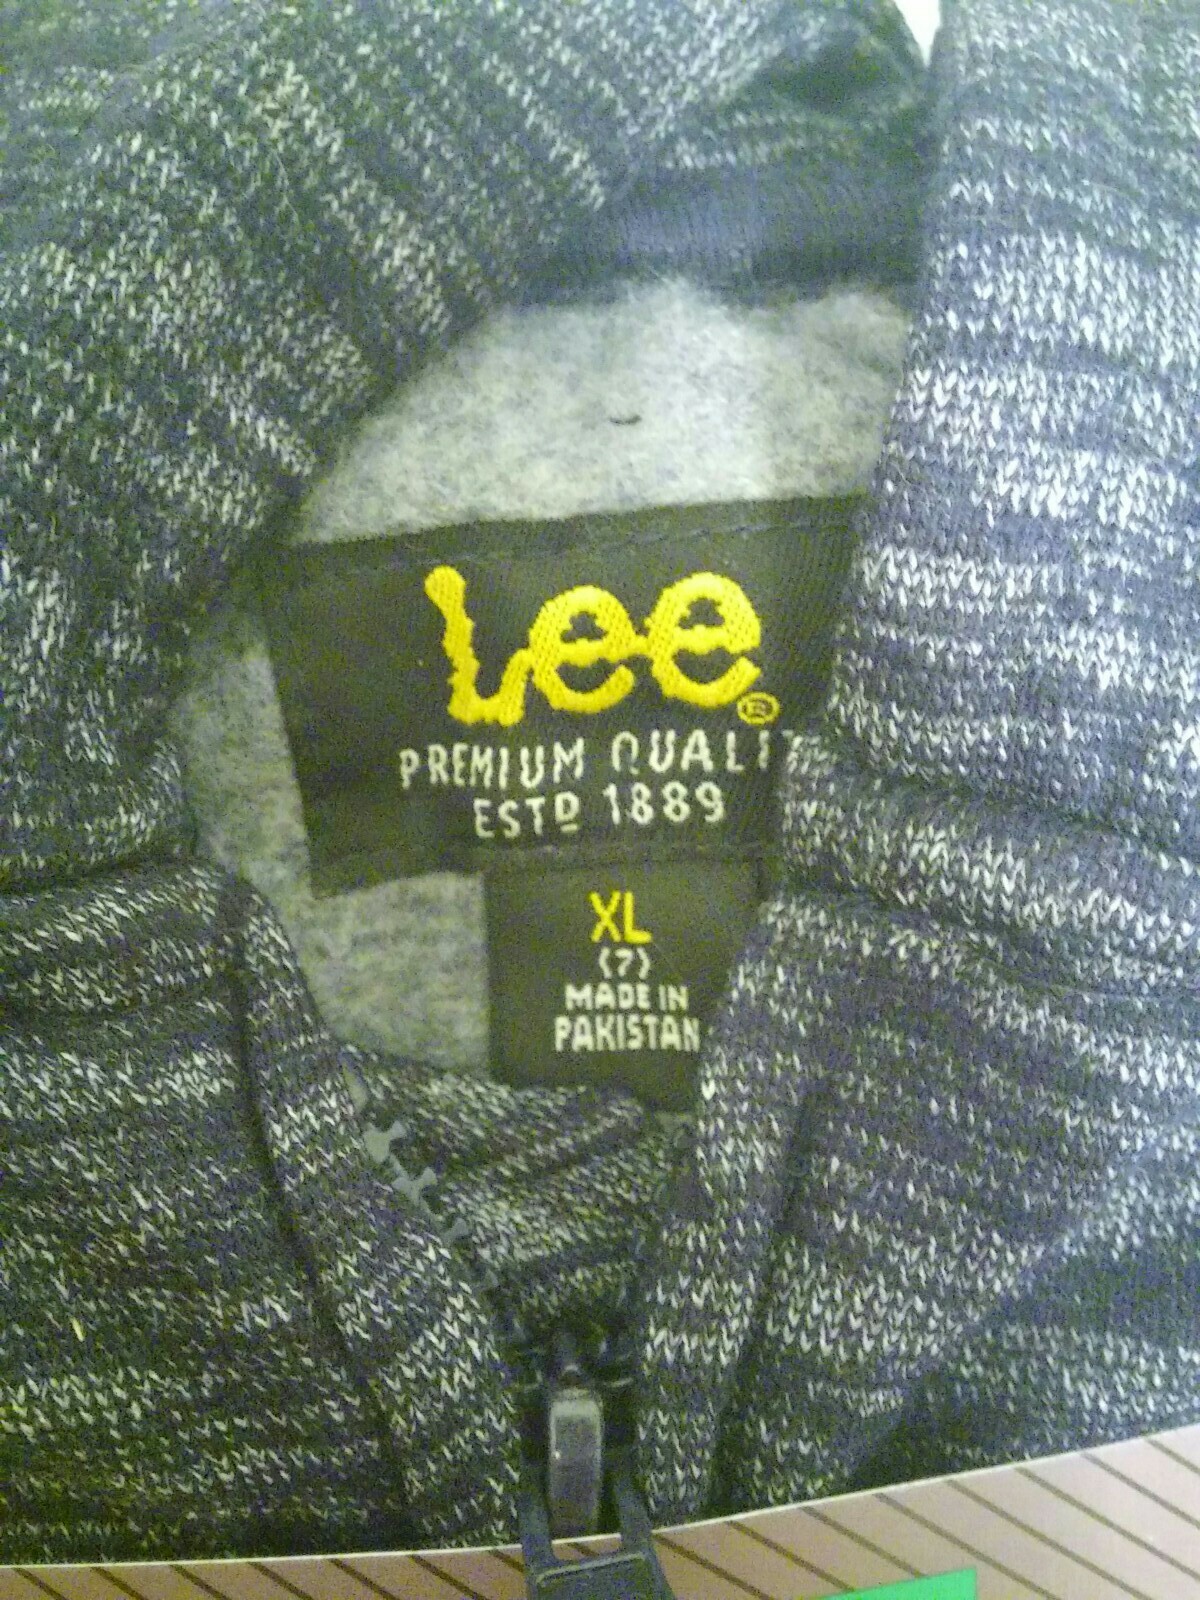 Lee ®
PREMIUM QUALIT
ESTD 1889
XL
(7)
MADE IN
PAKISTAN